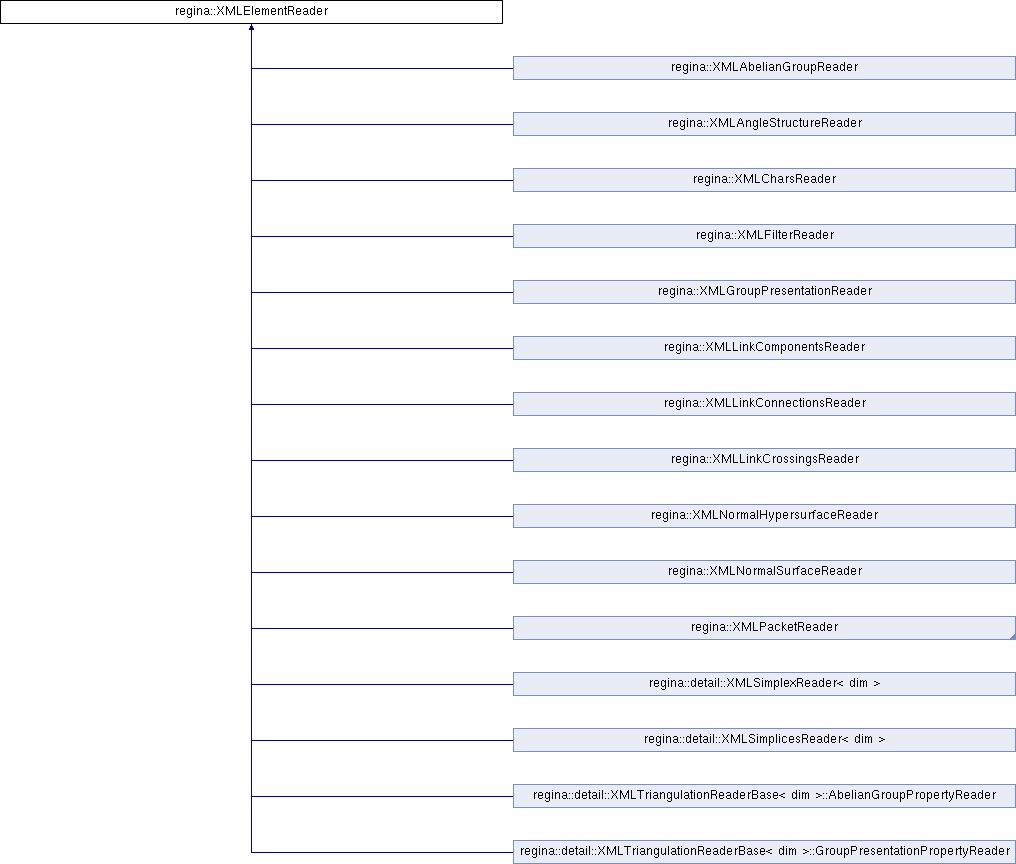 regina::XMLElementReader
regina::XMLAbelianGroupReader
regina::XMLAngleStructureReader
regina::XMLCharsReader
regina::XMLFilterReader
regina::XMLGroupPresentationReader
regina::XMLLinkComponentsReader
regina::XMLLinkConnectionsReader
regina::XMLLinkCrossingsReader
regina::XMLNormalHypersurfaceReader
regina::XMLNormalSurfaceReader
regina::XMLPacketReader
regina::detail::XMLSimplexReader< dim >
regina::detail::XMLSimplicesReader< dim >
regina::detail::XMLTriangulationReaderBase< dim >::AbelianGroupPropertyReader
regina::detail::XMLTriangulationReaderBase< dim >::GroupPresentationPropertyReader